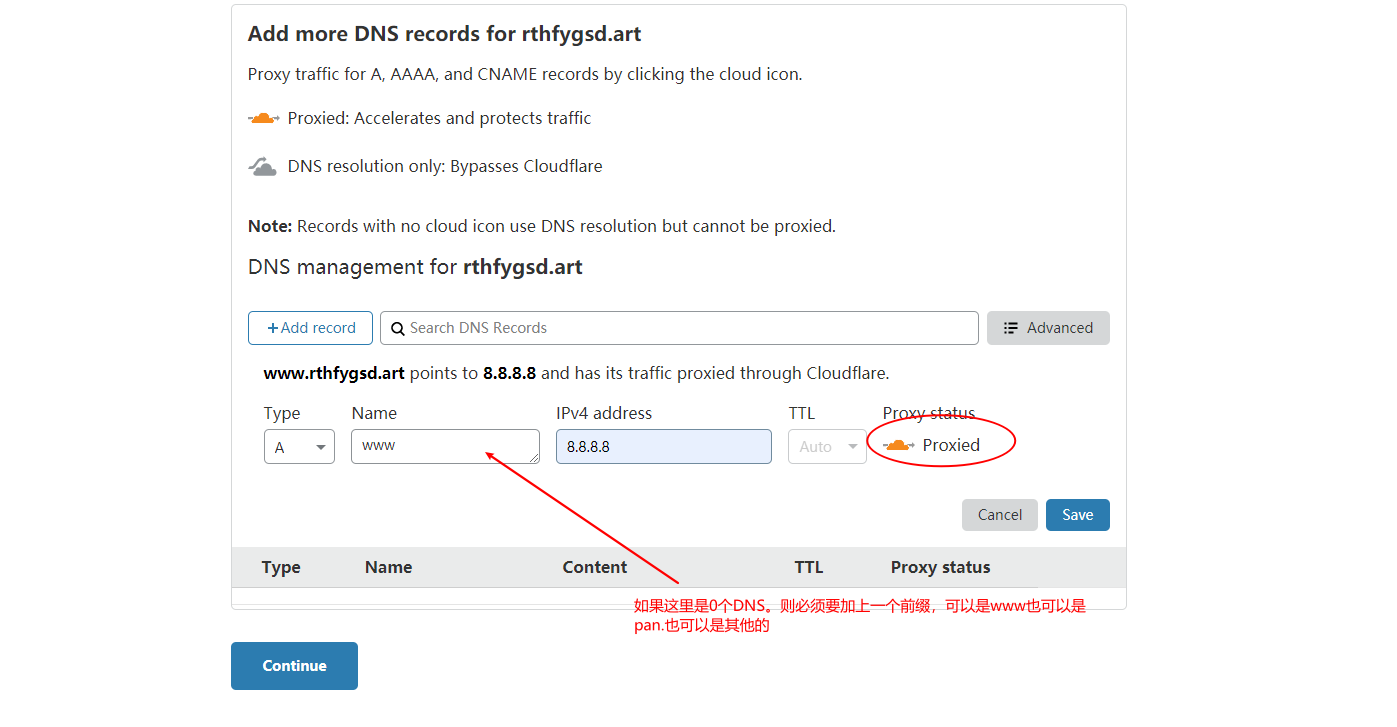 Add more DNS records for rthfygsd.art
Proxy traffic for A, AAAA, and CNAME records by clicking the cloud icon.
Proxied: Accelerates and protects traffic
DNS resolution only: Bypasses Cloudflare
Note: Records with no cloud icon use DNS resolution but cannot be proxied.
DNS management for rthfygsd.art
+Add record Search DNS Records Advanced
www.rthfygsd.art points to 8.8.8.8 and has its traffic proxied through Cloudflare.
Type Name IPv4 address TTL Proxy status
A www 8.8.8.8 Auto Proxied
Cancel Save
Type Name Content TTL Proxy status
如果这里是0个DNS。则必须要加上一个前缀，可以是www也可以是
pan.也可以是其他的
Continue